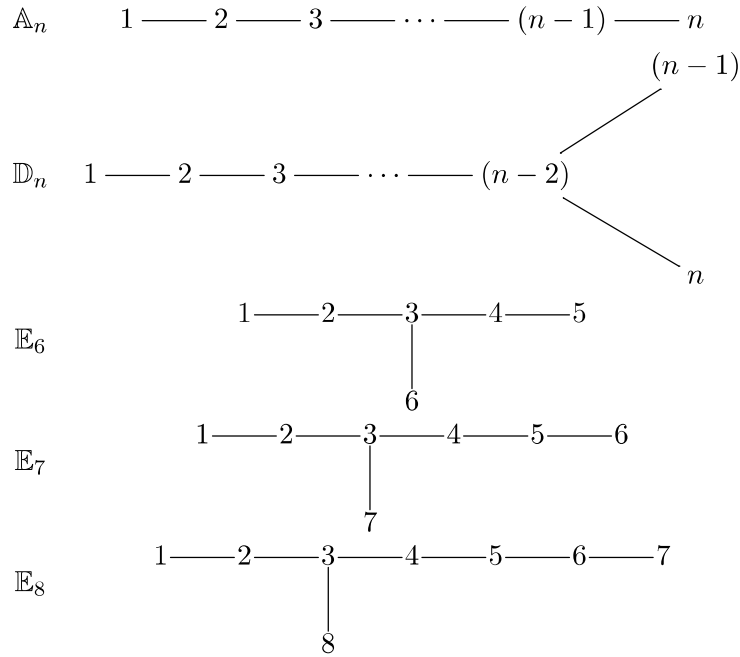 𝔸ₙ 1 2 3 ⋯ (n − 1) n
(n − 1)
𝔻ₙ 1 2 3 ⋯ (n − 2)
n
1 2 3 4 5
𝔼₆
6
1 2 3 4 5 6
𝔼₇
7
1 2 3 4 5 6 7
𝔼₈
8